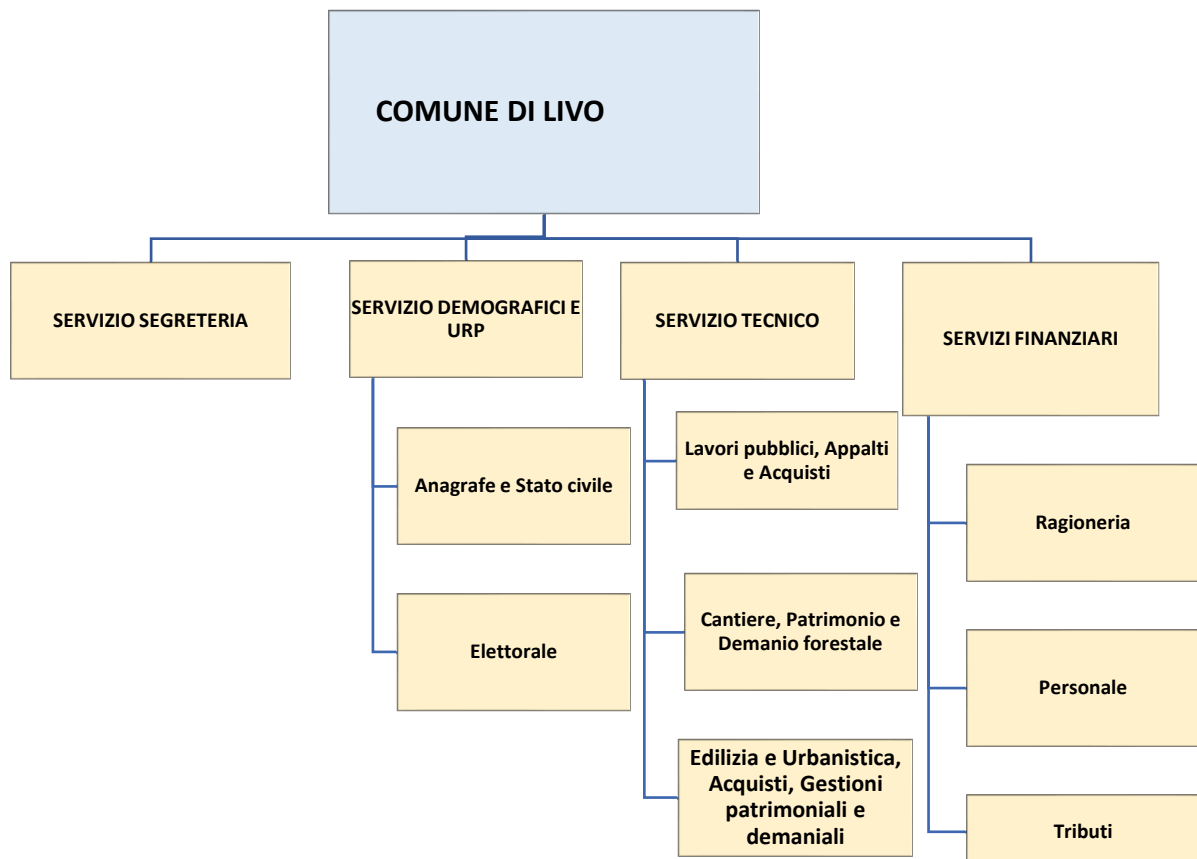 COMUNE DI LIVO
SERVIZIO SEGRETERIA
SERVIZIO DEMOGRAFICI E
URP
SERVIZIO TECNICO
SERVIZI FINANZIARI
Anagrafe e Stato civile
Elettorale
Lavori pubblici, Appalti
e Acquisti
Cantiere, Patrimonio e
Demanio forestale
Edilizia e Urbanistica,
Acquisti, Gestioni
patrimoniali e
demaniali
Ragioneria
Personale
Tributi